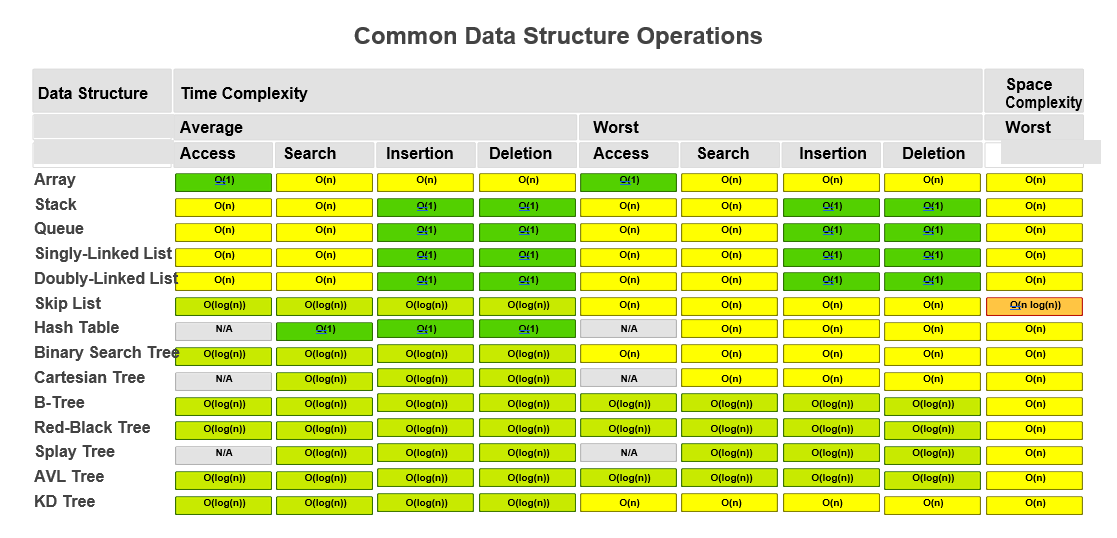 Common Data Structure Operations
Data Structure Time Complexity Space Complexity
Average Worst Worst
Access Search Insertion Deletion Access Search Insertion Deletion
Array O(1) O(n) O(n) O(n) O(1) O(n) O(n) O(n) O(n)
Stack O(n) O(n) O(1) O(1) O(n) O(n) O(1) O(1) O(n)
Queue O(n) O(n) O(1) O(1) O(n) O(n) O(1) O(1) O(n)
Singly-Linked List O(n) O(n) O(1) O(1) O(n) O(n) O(1) O(1) O(n)
Doubly-Linked List O(n) O(n) O(1) O(1) O(n) O(n) O(1) O(1) O(n)
Skip List O(log(n)) O(log(n)) O(log(n)) O(log(n)) O(n) O(n) O(n) O(n) O(n log(n))
Hash Table N/A O(1) O(1) O(1) N/A O(n) O(n) O(n) O(n)
Binary Search Tree O(log(n)) O(log(n)) O(log(n)) O(log(n)) O(n) O(n) O(n) O(n) O(n)
Cartesian Tree N/A O(log(n)) O(log(n)) O(log(n)) N/A O(n) O(n) O(n) O(n)
B-Tree O(log(n)) O(log(n)) O(log(n)) O(log(n)) O(log(n)) O(log(n)) O(log(n)) O(log(n)) O(n)
Red-Black Tree O(log(n)) O(log(n)) O(log(n)) O(log(n)) O(log(n)) O(log(n)) O(log(n)) O(log(n)) O(n)
Splay Tree N/A O(log(n)) O(log(n)) O(log(n)) N/A O(log(n)) O(log(n)) O(log(n)) O(n)
AVL Tree O(log(n)) O(log(n)) O(log(n)) O(log(n)) O(log(n)) O(log(n)) O(log(n)) O(log(n)) O(n)
KD Tree O(log(n)) O(log(n)) O(log(n)) O(log(n)) O(n) O(n) O(n) O(n) O(n)